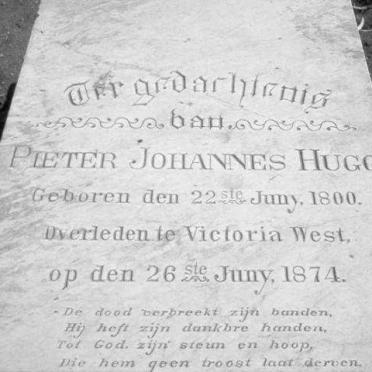 Ter gedachtenis
van
PIETER JOHANNES HUGO
Geboren den 22ste Juny, 1800.
Overleden te Victoria West,
op den 26ste Juny, 1874.
De dood verbreekt zijn banden,
Hij heft zijn dankbre handen,
Tot God, zijn steun en hoop,
Die hem geen troost laat derven,